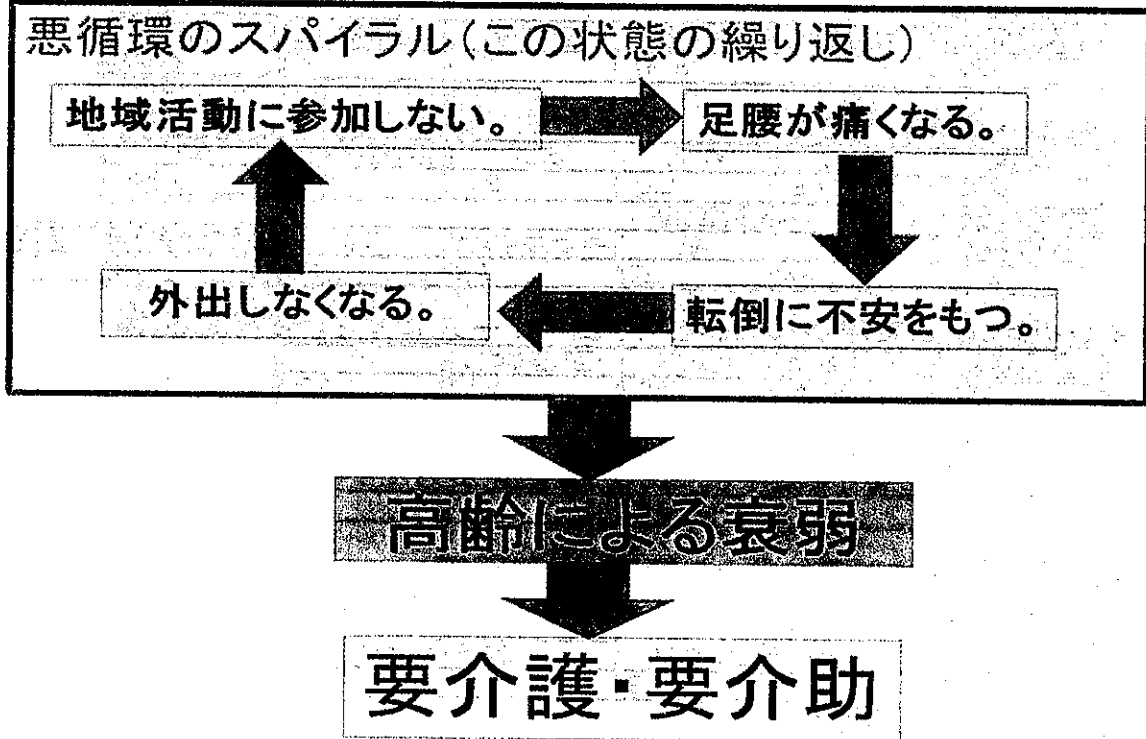 悪循環のスパイラル(この状態の繰り返し)
地域活動に参加しない。
足腰が痛くなる。
外出しなくなる。
転倒に不安をもつ。
高齢による衰弱
要介護・要介助